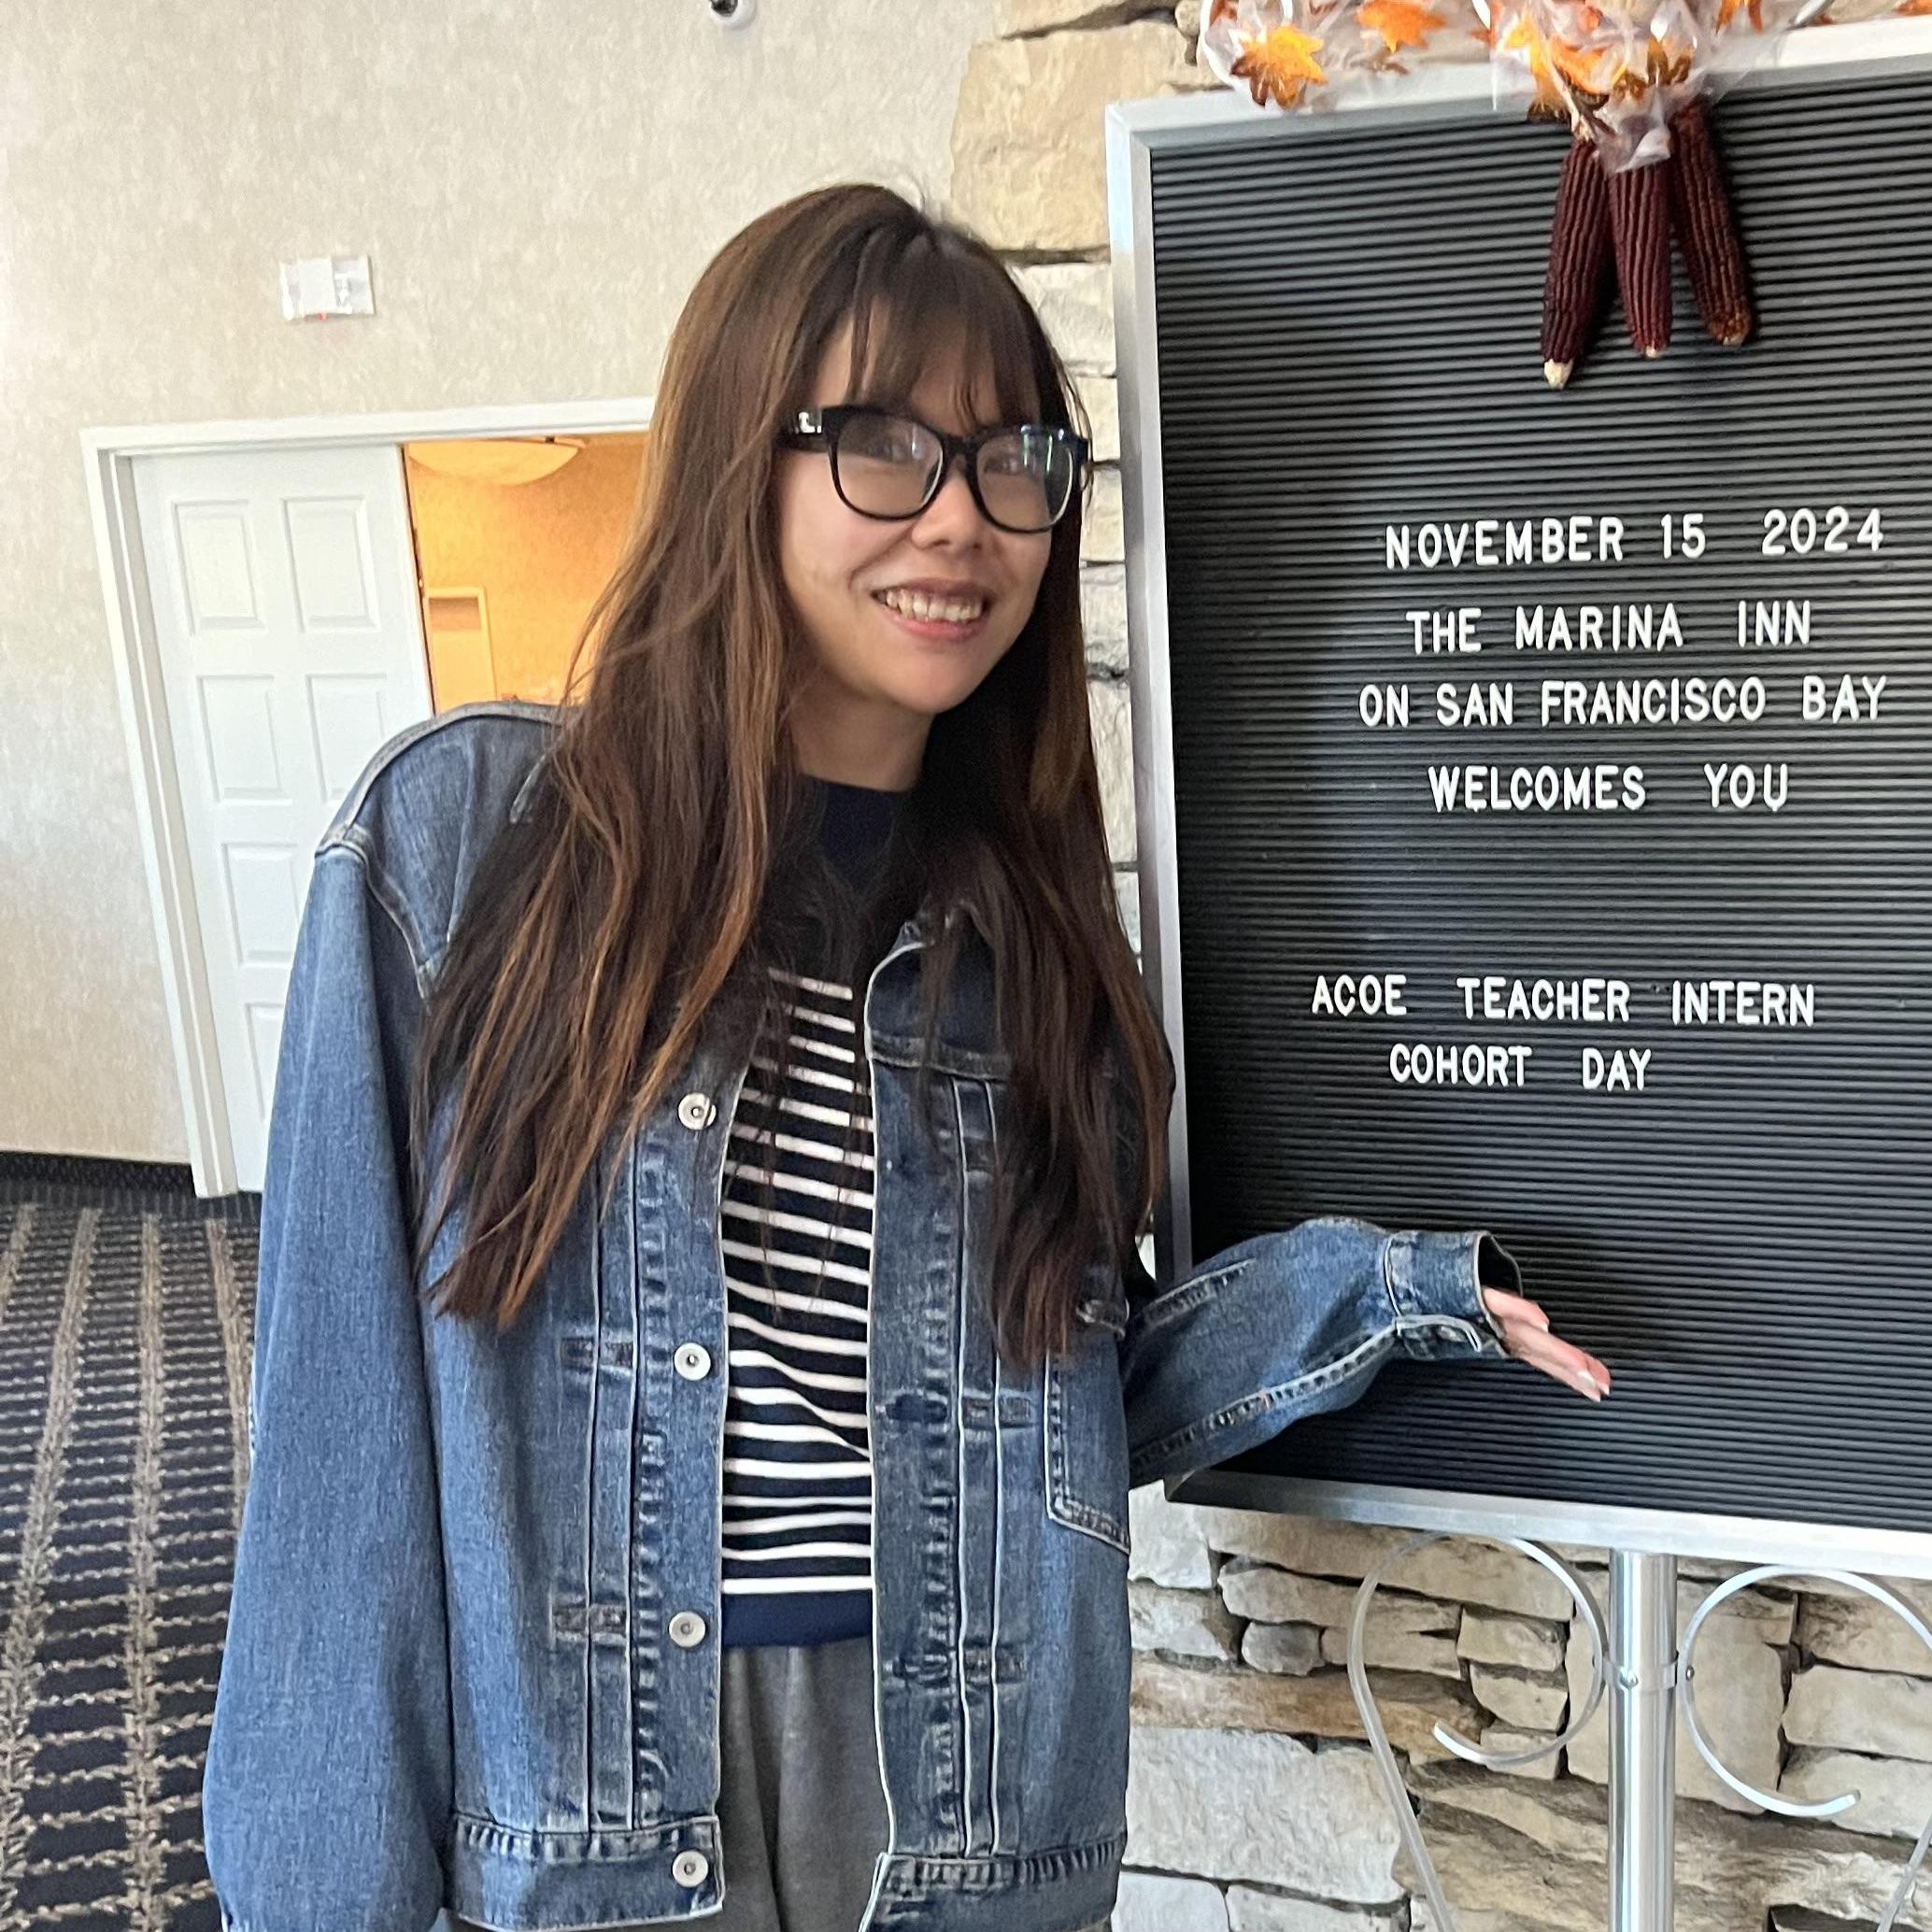 NOVEMBER 15 2024
THE MARINA INN
ON SAN FRANCISCO BAY
WELCOMES YOU
ACOE TEACHER INTERN
COHORT DAY